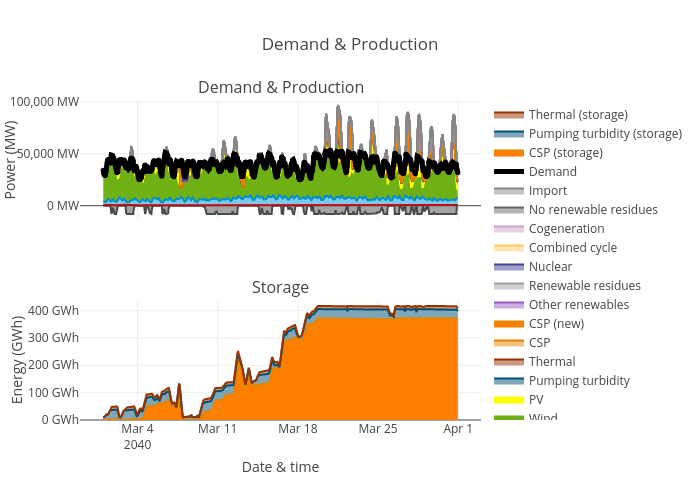 Demand & Production
Demand & Production
100,000 MW
50,000 MW
0 MW
Power (MW)
Storage
400 GWh
300 GWh
200 GWh
100 GWh
0 GWh
Energy (GWh)
Mar 4
2040
Mar 11
Mar 18
Mar 25
Apr 1
Date & time
Thermal (storage)
Pumping turbidity (storage)
CSP (storage)
Demand
Import
No renewable residues
Cogeneration
Combined cycle
Nuclear
Renewable residues
Other renewables
CSP (new)
CSP
Thermal
Pumping turbidity
PV
Wind